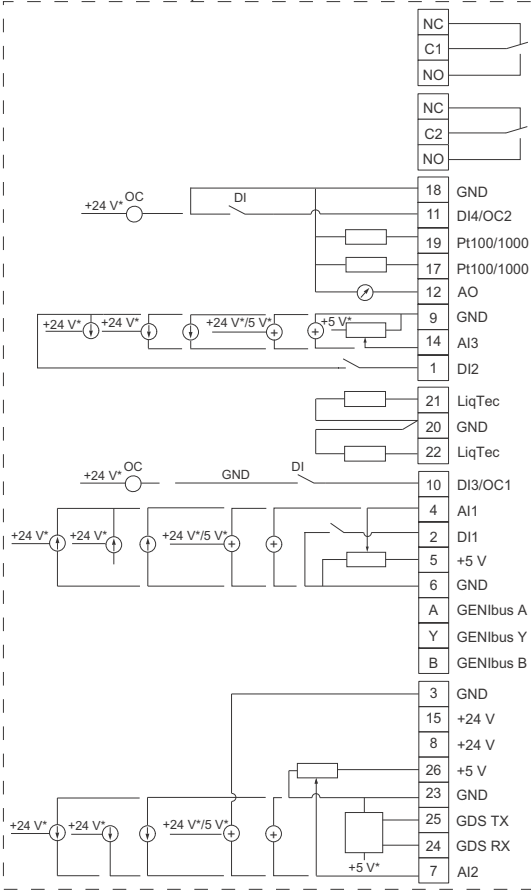 NC
C1
NO
NC
C2
NO
18 GND
+24 V* OC DI 11 DI4/OC2
19 Pt100/1000
17 Pt100/1000
12 AO
9 GND
+24 V* +24 V* +24 V*/5 V* +5 V*
14 AI3
1 DI2
21 LiqTec
20 GND
22 LiqTec
+24 V* OC GND DI 10 DI3/OC1
4 AI1
+24 V* +24 V* +24 V*/5 V* 2 DI1
5 +5 V
6 GND
A GENIbus A
Y GENIbus Y
B GENIbus B
3 GND
15 +24 V
8 +24 V
26 +5 V
23 GND
25 GDS TX
+24 V* +24 V* +24 V*/5 V*
24 GDS RX
+5 V* 7 AI2